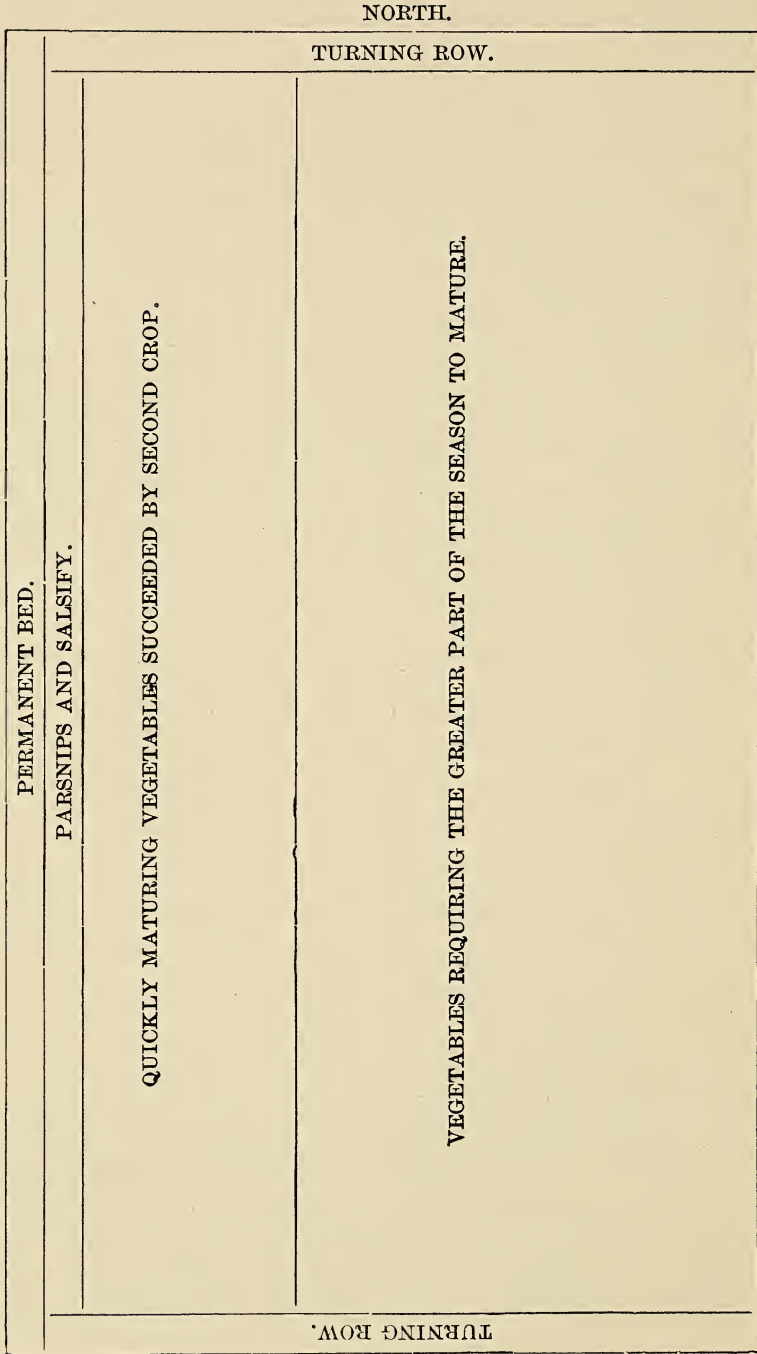 NORTH.
TURNING ROW.
PERMANENT BED.
PARSNIPS AND SALSIFY.
QUICKLY MATURING VEGETABLES SUCCEEDED BY SECOND CROP.
VEGETABLES REQUIRING THE GREATER PART OF THE SEASON TO MATURE.
TURNING ROW.